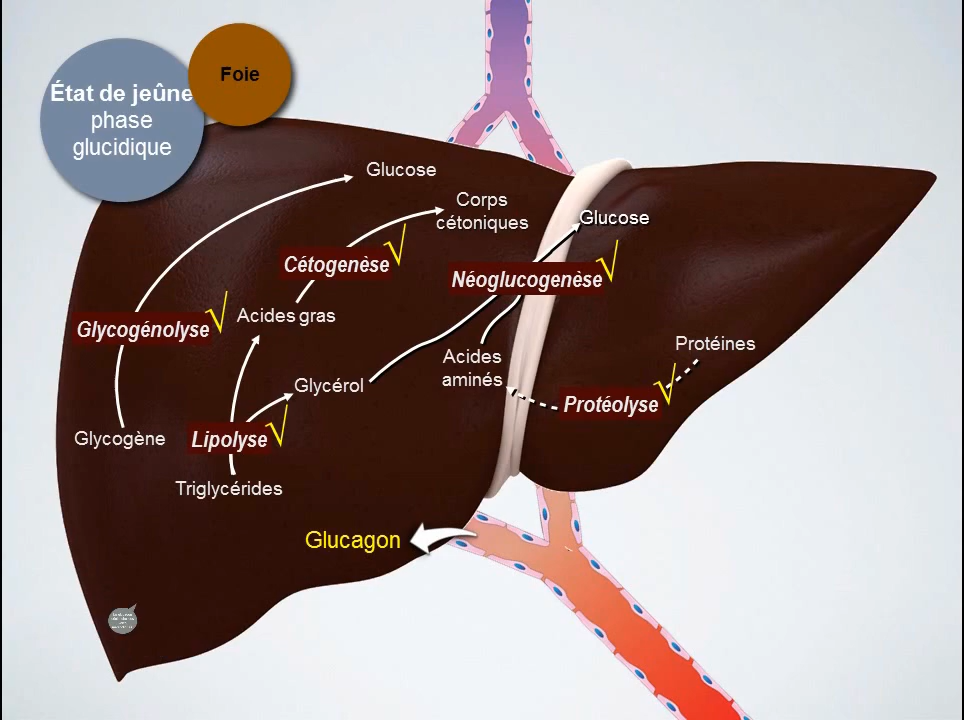 État de jeûne
phase
glucidique
Foie
Glucose
Corps
cétoniques
Glucose
Cétogenèse √
Néoglucogenèse √
Glycogénolyse √
Acides gras
Protéines
Acides
aminés
Glycérol
Protéolyse √
Glycogène
Lipolyse √
Triglycérides
Glucagon